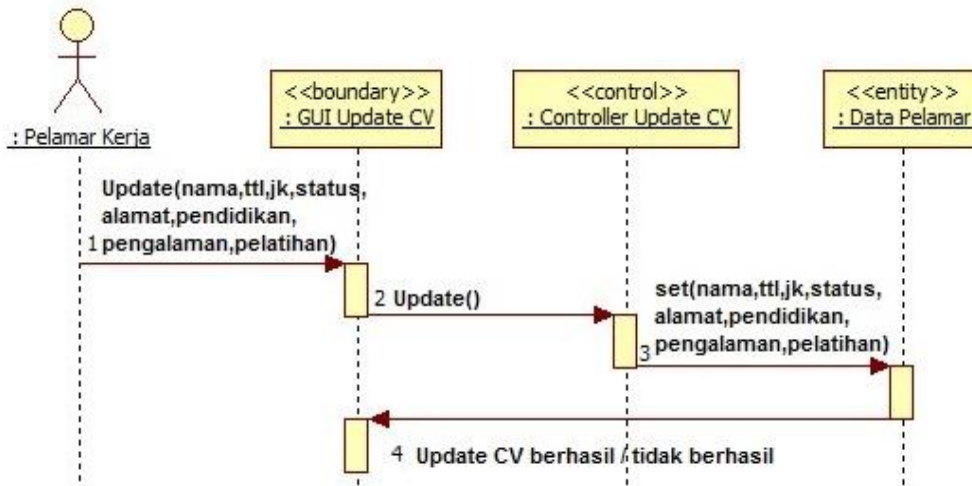 : Pelamar Kerja
<<boundary>>
: GUI Update CV
<<control>>
: Controller Update CV
<<entity>>
: Data Pelamar
Update(nama,ttl,jk,status,
alamat,pendidikan,
1 pengalaman,pelatihan)
2 Update()
set(nama,ttl,jk,status,
alamat,pendidikan,
3 pengalaman,pelatihan)
4 Update CV berhasil / tidak berhasil